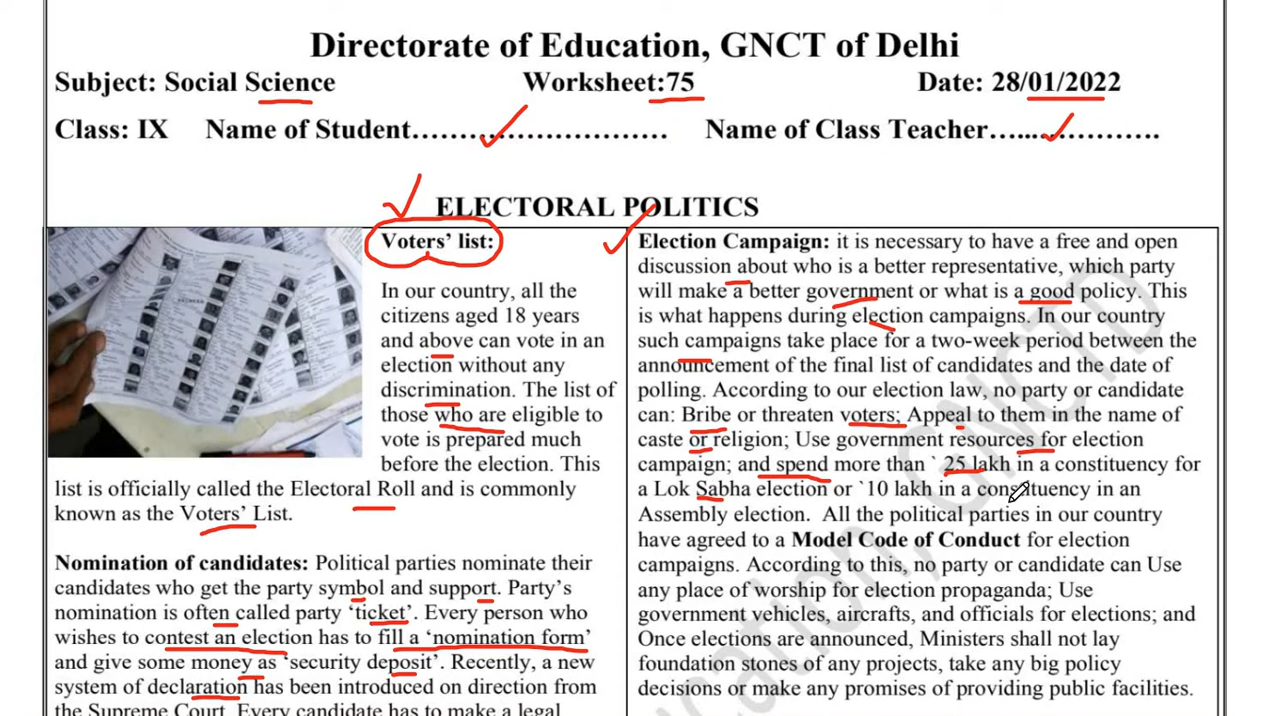 Directorate of Education, GNCT of Delhi
Subject: Social Science Worksheet:75 Date: 28/01/2022
Class: IX Name of Student………………………… Name of Class Teacher…...……………….
ELECTORAL POLITICS
Voters’ list:
In our country, all the
citizens aged 18 years
and above can vote in an
election without any
discrimination. The list of
those who are eligible to
vote is prepared much
before the election. This
list is officially called the Electoral Roll and is commonly
known as the Voters’ List.
Nomination of candidates: Political parties nominate their
candidates who get the party symbol and support. Party’s
nomination is often called party ‘ticket’. Every person who
wishes to contest an election has to fill a ‘nomination form’
and give some money as ‘security deposit’. Recently, a new
system of declaration has been introduced on direction from
the Supreme Court. Every candidate has to make a legal
Election Campaign: it is necessary to have a free and open
discussion about who is a better representative, which party
will make a better government or what is a good policy. This
is what happens during election campaigns. In our country
such campaigns take place for a two-week period between the
announcement of the final list of candidates and the date of
polling. According to our election law, no party or candidate
can: Bribe or threaten voters; Appeal to them in the name of
caste or religion; Use government resources for election
campaign; and spend more than ` 25 lakh in a constituency for
a Lok Sabha election or `10 lakh in a constituency in an
Assembly election. All the political parties in our country
have agreed to a Model Code of Conduct for election
campaigns. According to this, no party or candidate can Use
any place of worship for election propaganda; Use
government vehicles, aircrafts, and officials for elections; and
Once elections are announced, Ministers shall not lay
foundation stones of any projects, take any big policy
decisions or make any promises of providing public facilities.